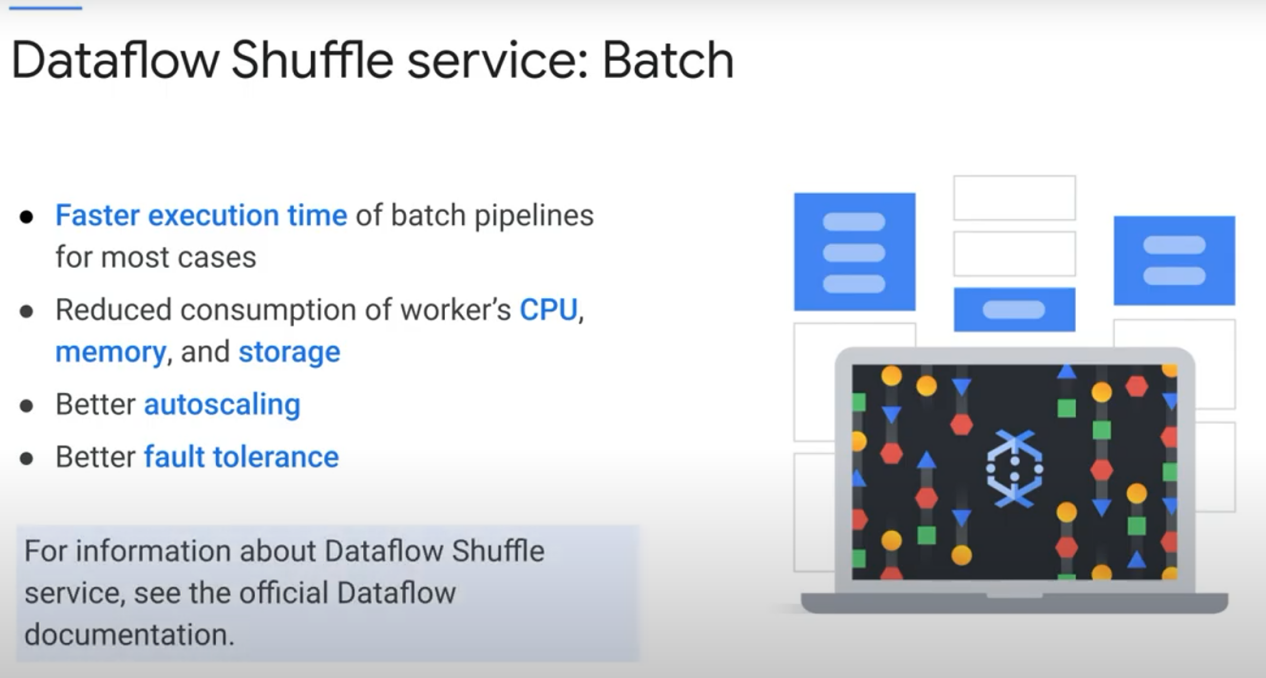 Dataflow Shuffle service: Batch
● Faster execution time of batch pipelines
for most cases
● Reduced consumption of worker’s CPU,
memory, and storage
● Better autoscaling
● Better fault tolerance
For information about Dataflow Shuffle
service, see the official Dataflow
documentation.